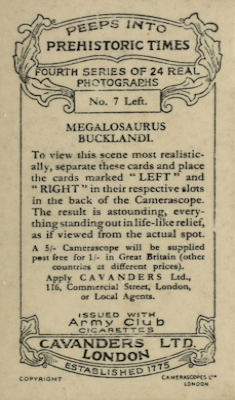 PEEPS INTO
PREHISTORIC TIMES
FOURTH SERIES OF 24 REAL
PHOTOGRAPHS
No. 7 Left.
MEGALOSAURUS
BUCKLANDI.
To view this scene most realistic-
ally, separate these cards and place
the cards marked "LEFT" and
"RIGHT" in their respective slots
in the back of the Camerascope.
The result is astounding, every-
thing standing out in life-like relief,
as if viewed from the actual spot.
A 5/- Camerascope will be supplied
post free for 1/- in Great Britain (other
countries at different prices).
Apply CAVANDERS Ltd.,
116, Commercial Street, London,
or Local Agents.
ISSUED WITH
Army Club
CIGARETTES
CAVANDERS LTD.
LONDON
ESTABLISHED 1775
COPYRIGHT
CAMERASCOPES LTD
LONDON